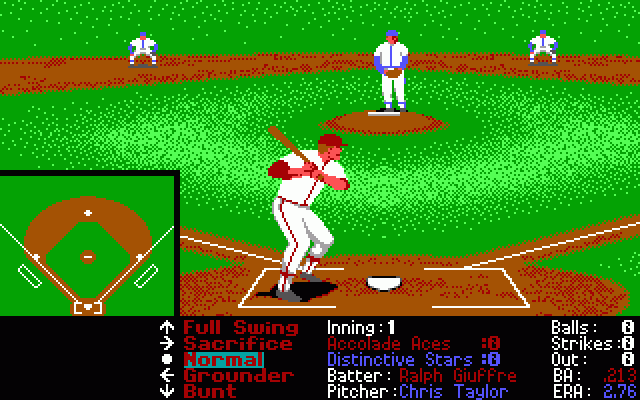 Full Swing
Sacrifice
Normal
Grounder
Bunt
Inning:1
Accolade Aces :0
Distinctive Stars :0
Batter: Ralph Giuffre
Pitcher:Chris Taylor
Balls: 0
Strikes:0
Out: 0
BA: .213
ERA: 2.76